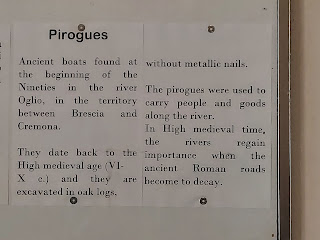 Pirogues
Ancient boats found at
the beginning of the
Nineties in the river
Oglio, in the territory
between Brescia and
Cremona.
They date back to the
High medieval age (VI-
X c.) and they are
excavated in oak logs,
without metallic nails.
The pirogues were used to
carry people and goods
along the river.
In High medieval time,
the rivers regain
importance when the
ancient Roman roads
become to decay.